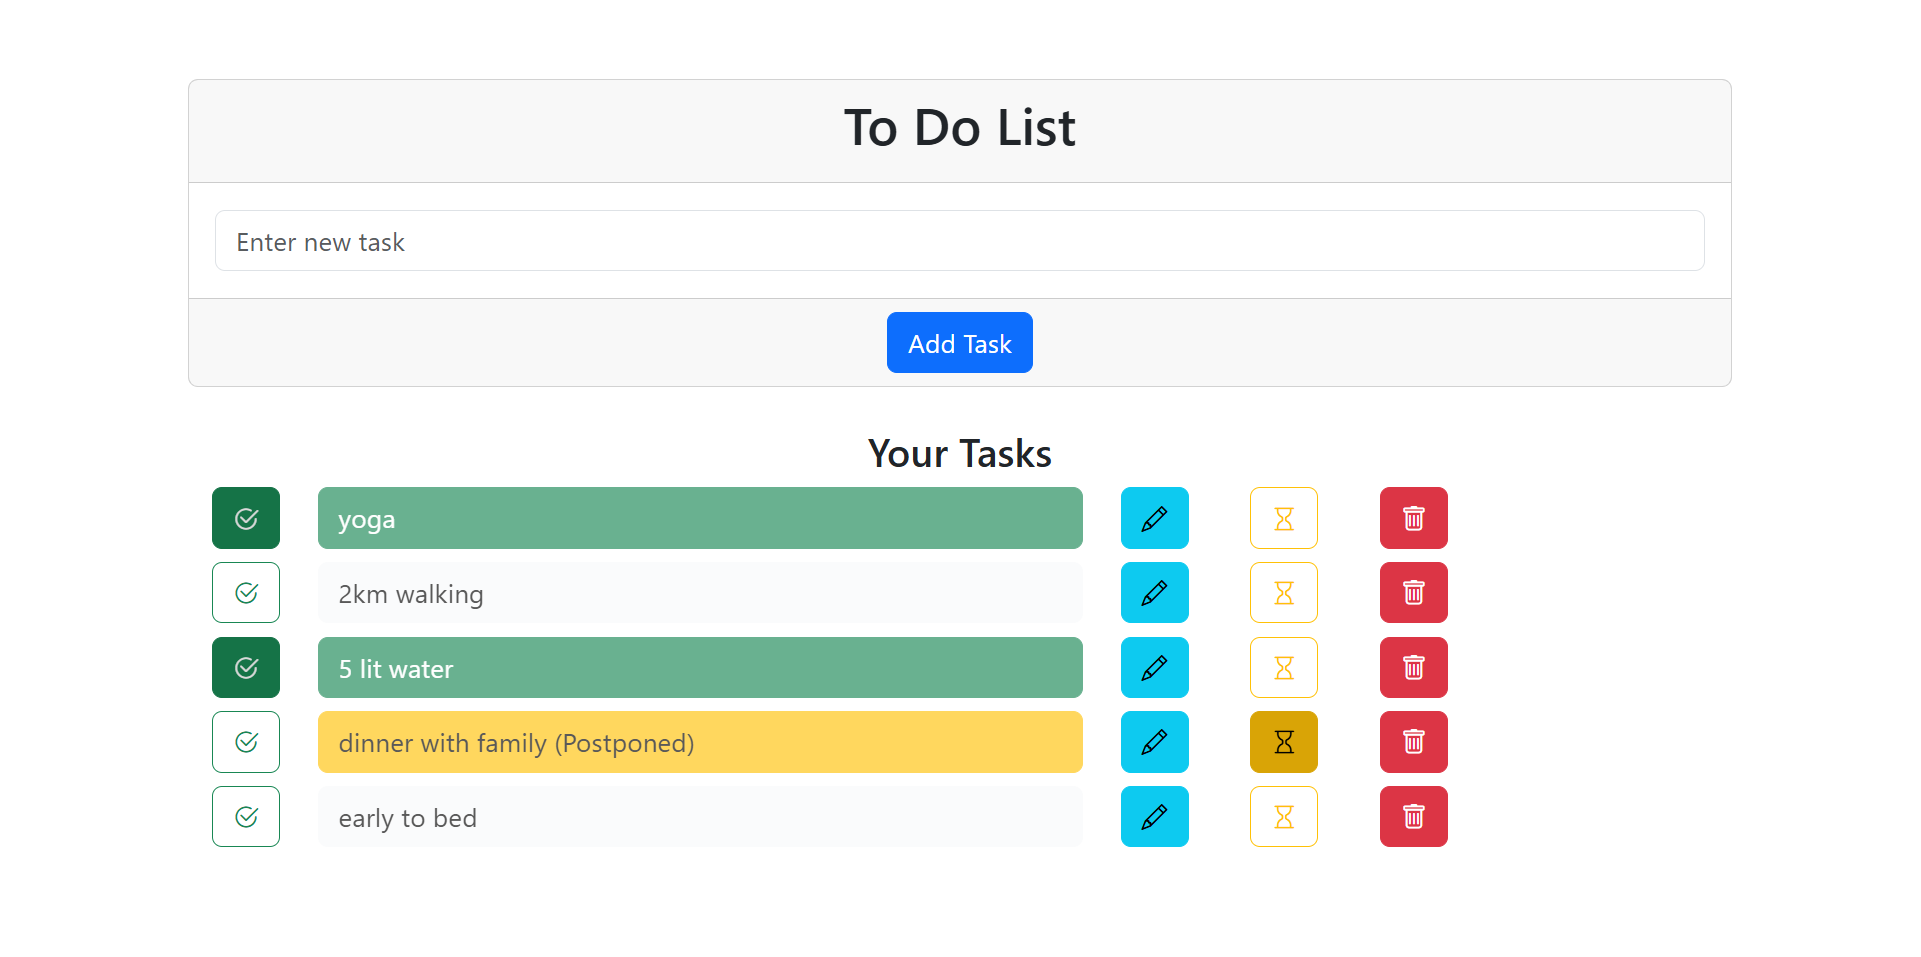 To Do List
Enter new task
Add Task
Your Tasks
yoga
2km walking
5 lit water
dinner with family (Postponed)
early to bed